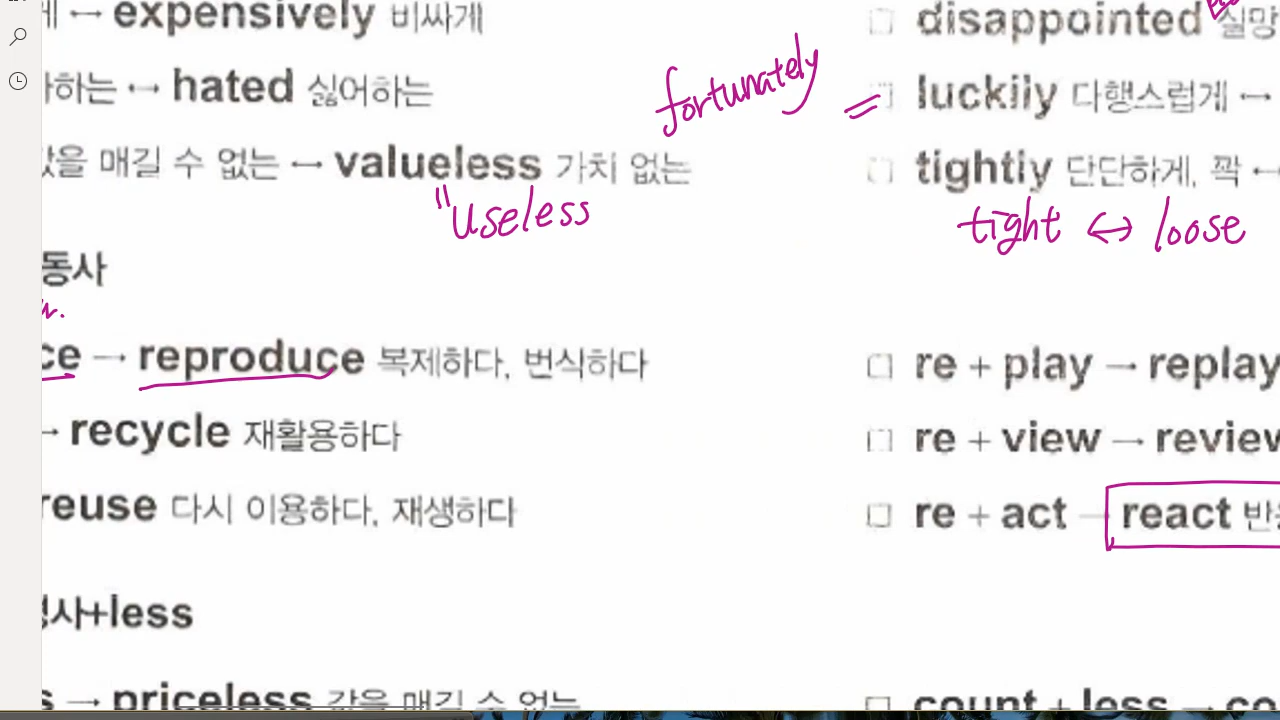 ↔ expensively 비싸게
하는 ↔ hated 싫어하는
매길 수 없는 ↔ valueless 가치 없는
"useless
동사
→ reproduce 복제하다, 번식하다
→ recycle 재활용하다
reuse 다시 이용하다, 재생하다
+less
→ priceless 값을 매길 수 없는
disappointed 실망
fortunately = luckily 다행스럽게 ↔
tightly 단단하게, 꽉 ↔
tight ↔ loose
re + play → replay
re + view → review
re + act → react
count + less →